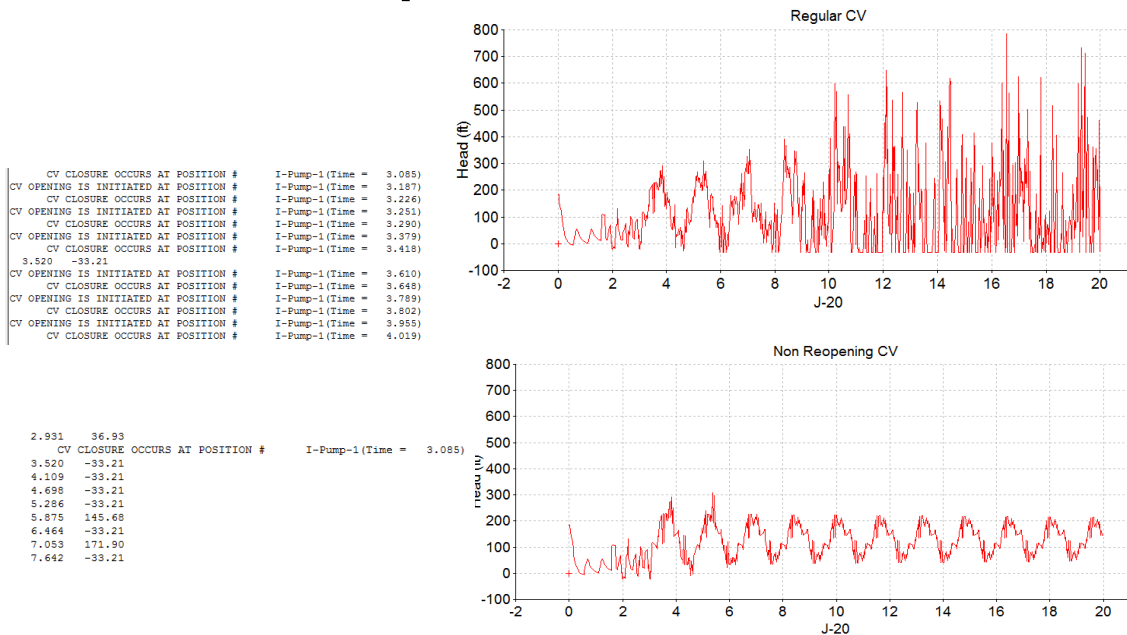 CV CLOSURE OCCURS AT POSITION # I-Pump-1(Time = 3.085)
CV OPENING IS INITIATED AT POSITION # I-Pump-1(Time = 3.187)
CV CLOSURE OCCURS AT POSITION # I-Pump-1(Time = 3.226)
CV OPENING IS INITIATED AT POSITION # I-Pump-1(Time = 3.251)
CV CLOSURE OCCURS AT POSITION # I-Pump-1(Time = 3.290)
CV OPENING IS INITIATED AT POSITION # I-Pump-1(Time = 3.379)
CV CLOSURE OCCURS AT POSITION # I-Pump-1(Time = 3.418)
3.520 -33.21
CV OPENING IS INITIATED AT POSITION # I-Pump-1(Time = 3.610)
CV CLOSURE OCCURS AT POSITION # I-Pump-1(Time = 3.648)
CV OPENING IS INITIATED AT POSITION # I-Pump-1(Time = 3.789)
CV CLOSURE OCCURS AT POSITION # I-Pump-1(Time = 3.802)
CV OPENING IS INITIATED AT POSITION # I-Pump-1(Time = 3.955)
CV CLOSURE OCCURS AT POSITION # I-Pump-1(Time = 4.019)
Regular CV
Head (ft)
800
700
600
500
400
300
200
100
0
-100
-2 0 2 4 6 8 10 12 14 16 18 20
J-20
2.931 36.93
CV CLOSURE OCCURS AT POSITION # I-Pump-1(Time = 3.085)
3.520 -33.21
4.109 -33.21
4.698 -33.21
5.286 -33.21
5.875 145.68
6.464 -33.21
7.053 171.90
7.642 -33.21
Non Reopening CV
Head (ft)
800
700
600
500
400
300
200
100
0
-100
-2 0 2 4 6 8 10 12 14 16 18 20
J-20